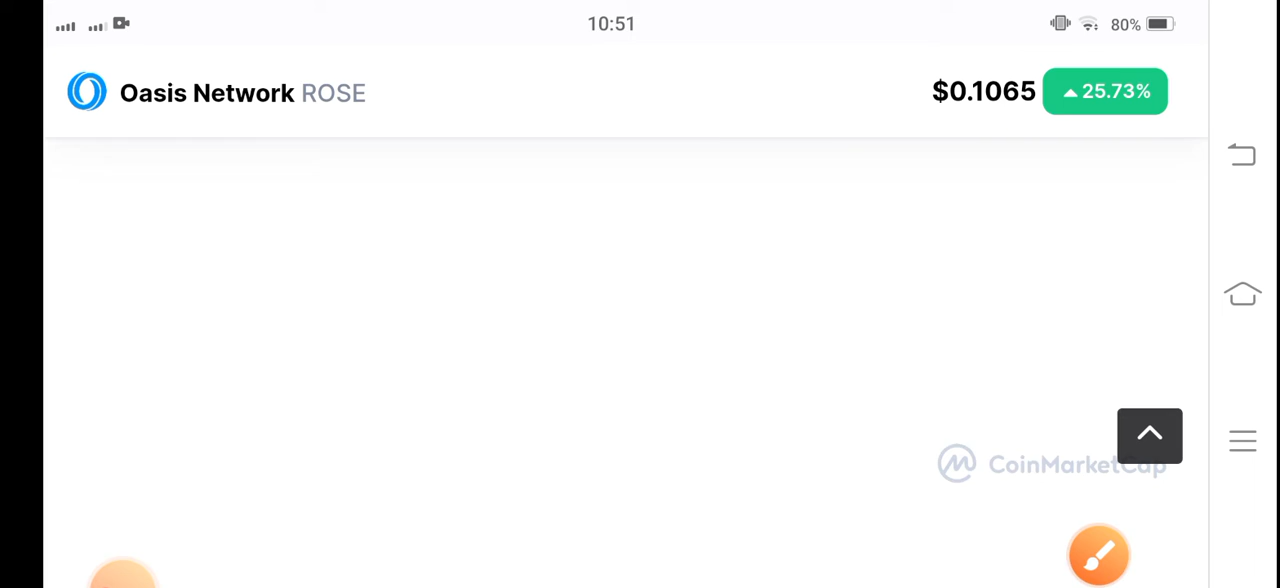 10:51
80%
Oasis Network ROSE
$0.1065 25.73%
CoinMarketCap